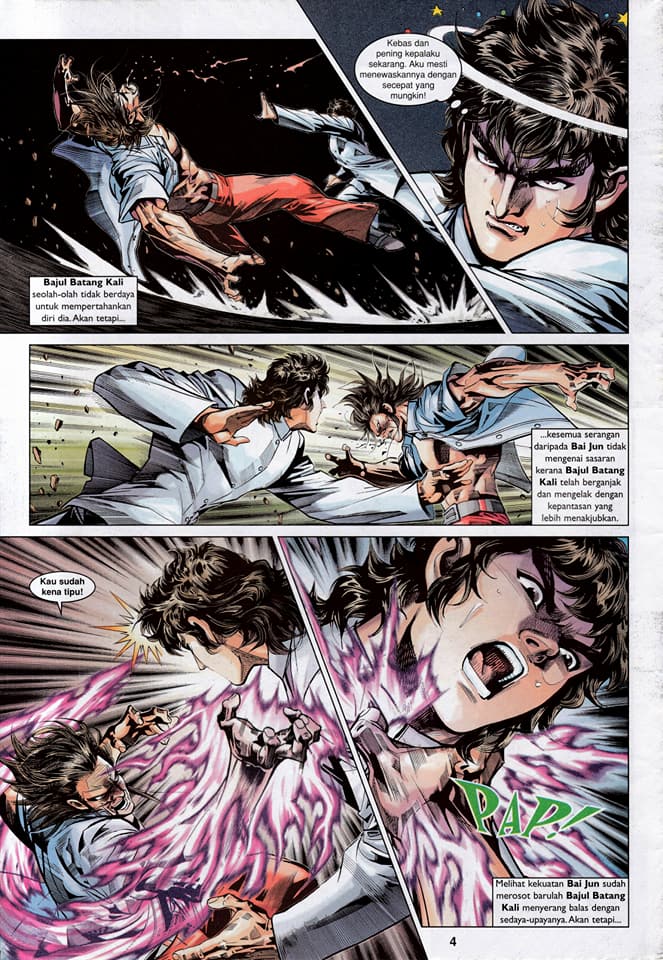 Kebas dan
pening kepalaku
sekarang. Aku mesti
menewaskannya dengan
secepat yang
mungkin!
Bajul Batang Kali
seolah-olah tidak berdaya
untuk mempertahankan
diri dia. Akan tetapi...
...kesemua serangan
daripada Bai Jun tidak
mengenai sasaran
kerana Bajul Batang
Kali telah berganjak
dan mengelak dengan
kepantasan yang
lebih menakjubkan.
Kau sudah
kena tipu!
PAP!
Melihat kekuatan Bai Jun sudah
merosot barulah Bajul Batang
Kali menyerang balas dengan
sedaya-upayanya. Akan tetapi...
4